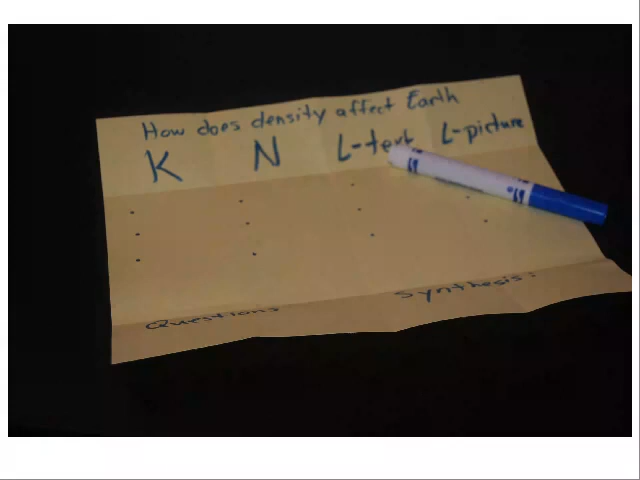 How does density affect Earth
K N L-text L-picture
Questions Synthesis: